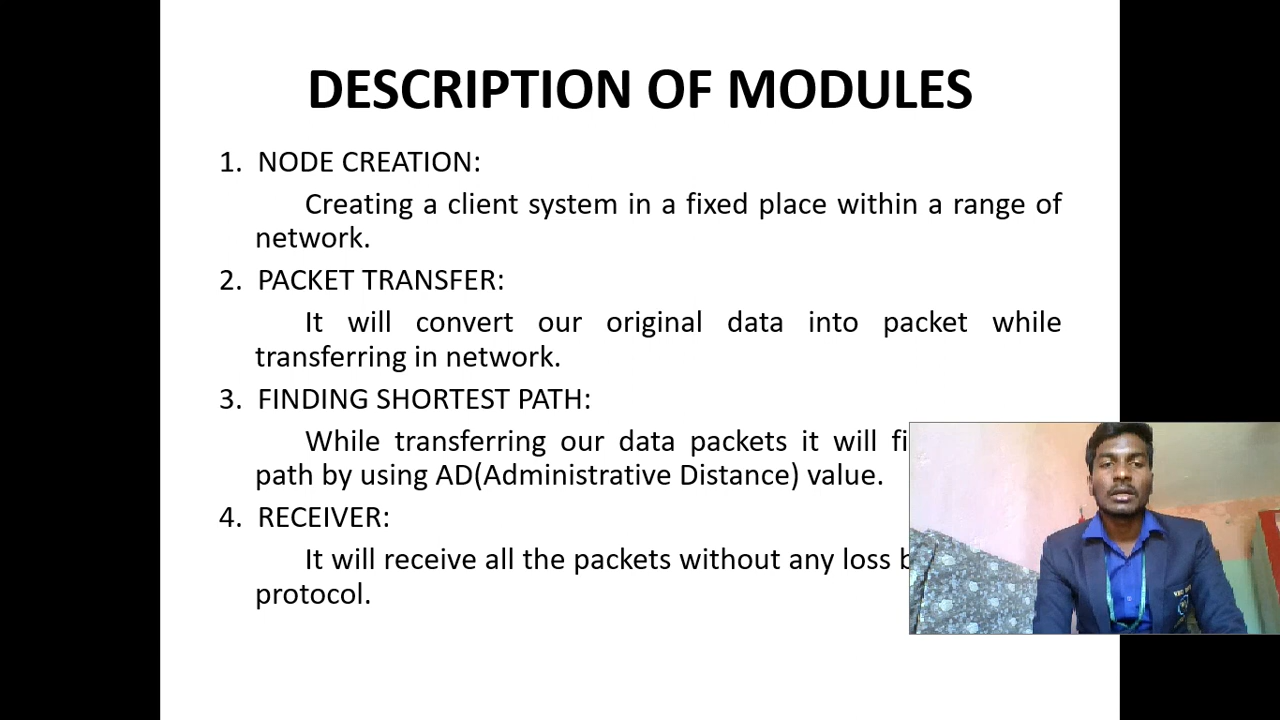 DESCRIPTION OF MODULES
1. NODE CREATION:
Creating a client system in a fixed place within a range of
network.
2. PACKET TRANSFER:
It will convert our original data into packet while
transferring in network.
3. FINDING SHORTEST PATH:
While transferring our data packets it will
path by using AD(Administrative Distance) value.
4. RECEIVER:
It will receive all the packets without any loss
protocol.